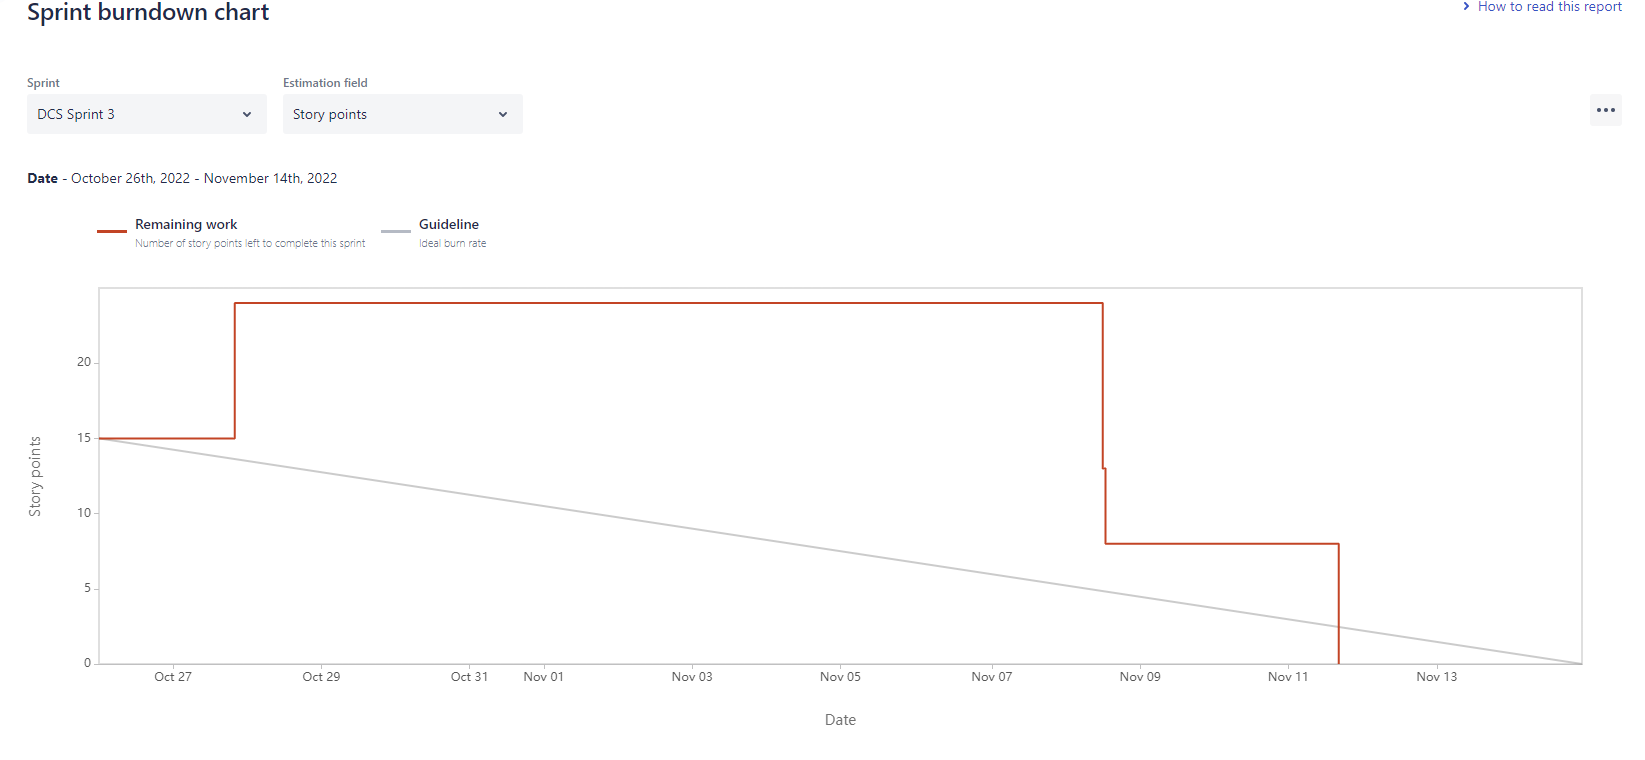 Sprint burndown chart
How to read this report
Sprint
Estimation field
DCS Sprint 3
Story points
Date - October 26th, 2022 - November 14th, 2022
Remaining work
Number of story points left to complete this sprint
Guideline
Ideal burn rate
Story points
20
15
10
5
0
Oct 27
Oct 29
Oct 31
Nov 01
Nov 03
Nov 05
Nov 07
Nov 09
Nov 11
Nov 13
Date